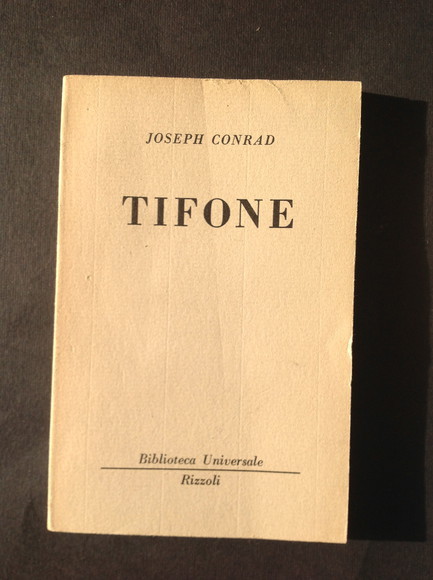 JOSEPH CONRAD
TIFONE
Biblioteca Universale
Rizzoli